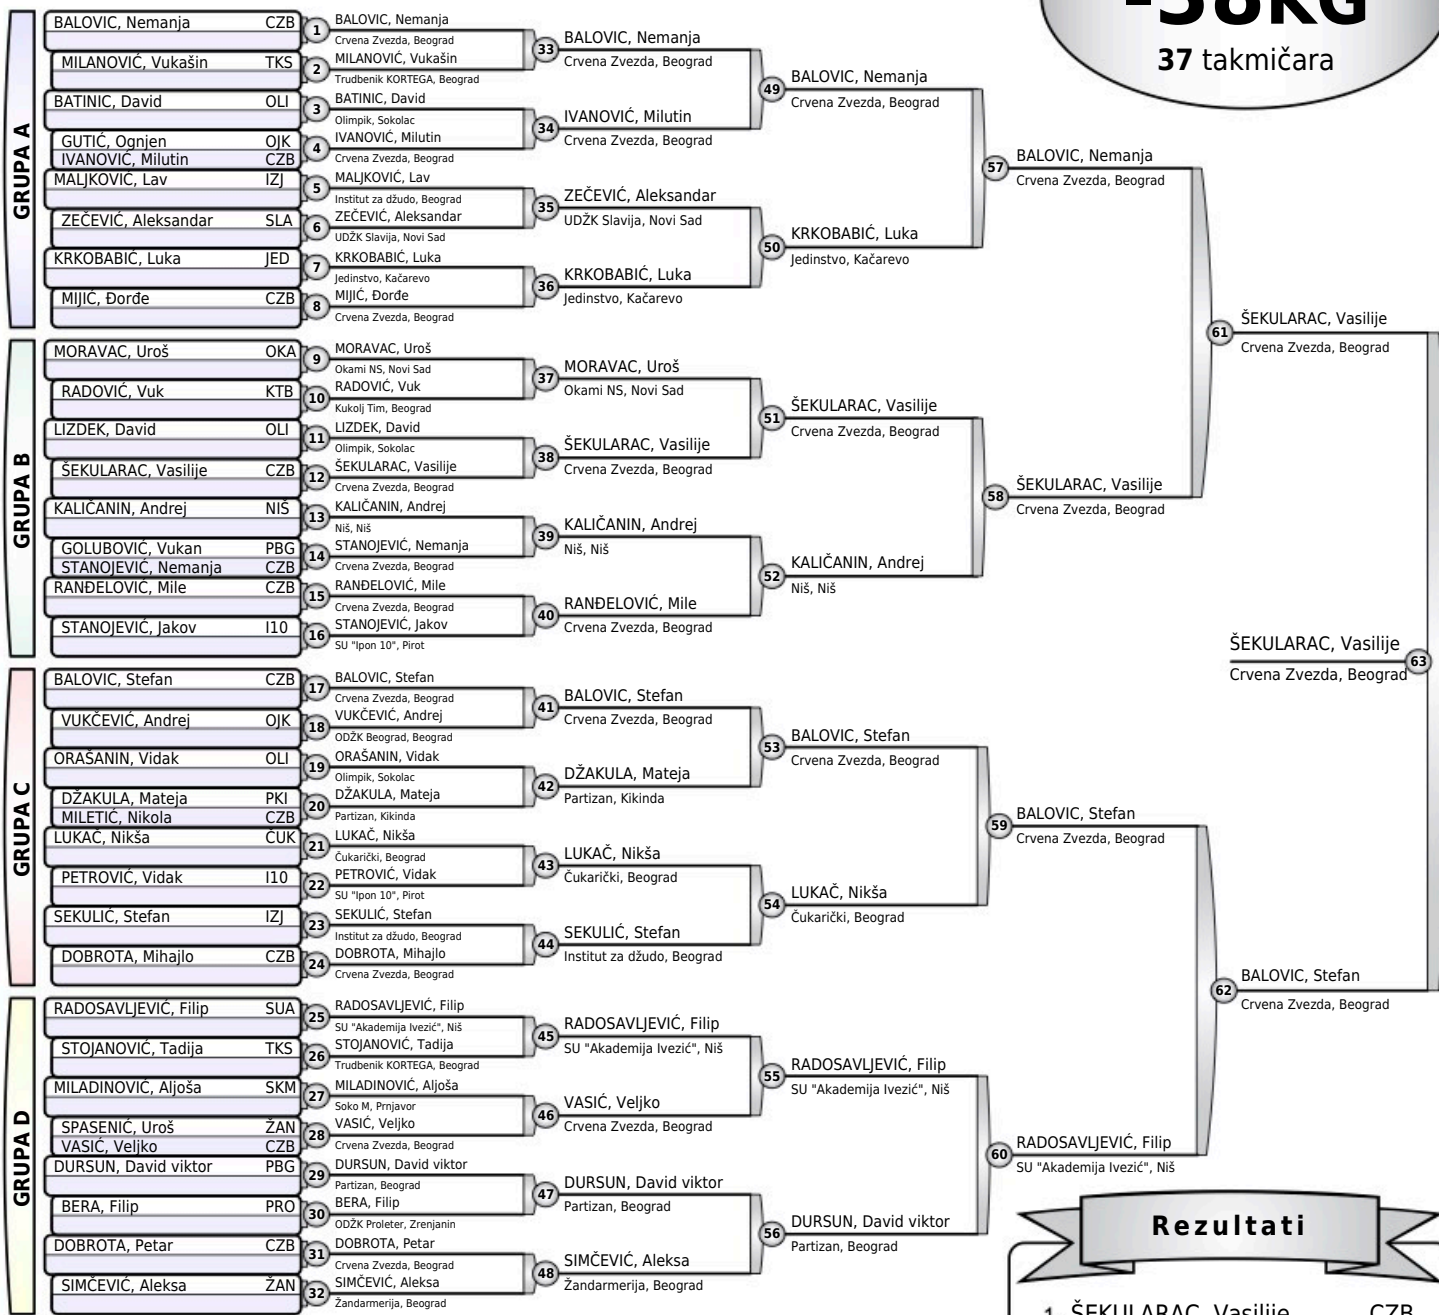 -38KG
37 takmičara
GRUPA A
BALOVIC, Nemanja CZB
MILANOVIĆ, Vukašin TKS
BATINIC, David OLI
GUTIĆ, Ognjen OJK
IVANOVIĆ, Milutin CZB
MALJKOVIĆ, Lav IZJ
ZEČEVIĆ, Aleksandar SLA
KRKOBABIĆ, Luka JED
MIJIĆ, Đorđe CZB
1 BALOVIC, Nemanja
Crvena Zvezda, Beograd
2 MILANOVIĆ, Vukašin
Trudbenik KORTEGA, Beograd
3 BATINIC, David
Olimpik, Sokolac
4 IVANOVIĆ, Milutin
Crvena Zvezda, Beograd
5 MALJKOVIĆ, Lav
Institut za džudo, Beograd
6 ZEČEVIĆ, Aleksandar
UDŽK Slavija, Novi Sad
7 KRKOBABIĆ, Luka
Jedinstvo, Kačarevo
8 MIJIĆ, Đorđe
Crvena Zvezda, Beograd
33 BALOVIC, Nemanja
Crvena Zvezda, Beograd
34 IVANOVIĆ, Milutin
Crvena Zvezda, Beograd
35 ZEČEVIĆ, Aleksandar
UDŽK Slavija, Novi Sad
36 KRKOBABIĆ, Luka
Jedinstvo, Kačarevo
49 BALOVIC, Nemanja
Crvena Zvezda, Beograd
50 KRKOBABIĆ, Luka
Jedinstvo, Kačarevo
57 BALOVIC, Nemanja
Crvena Zvezda, Beograd
GRUPA B
MORAVAC, Uroš OKA
RADOVIĆ, Vuk KTB
LIZDEK, David OLI
ŠEKULARAC, Vasilije CZB
KALIČANIN, Andrej NIŠ
GOLUBOVIĆ, Vukan PBG
STANOJEVIĆ, Nemanja CZB
RANĐELOVIĆ, Mile CZB
STANOJEVIĆ, Jakov I10
9 MORAVAC, Uroš
Okami NS, Novi Sad
10 RADOVIĆ, Vuk
Kukolj Tim, Beograd
11 LIZDEK, David
Olimpik, Sokolac
12 ŠEKULARAC, Vasilije
Crvena Zvezda, Beograd
13 KALIČANIN, Andrej
Niš, Niš
14 STANOJEVIĆ, Nemanja
Crvena Zvezda, Beograd
15 RANĐELOVIĆ, Mile
Crvena Zvezda, Beograd
16 STANOJEVIĆ, Jakov
SU "Ipon 10", Pirot
37 MORAVAC, Uroš
Okami NS, Novi Sad
38 ŠEKULARAC, Vasilije
Crvena Zvezda, Beograd
39 KALIČANIN, Andrej
Niš, Niš
40 RANĐELOVIĆ, Mile
Crvena Zvezda, Beograd
51 ŠEKULARAC, Vasilije
Crvena Zvezda, Beograd
52 KALIČANIN, Andrej
Niš, Niš
58 ŠEKULARAC, Vasilije
Crvena Zvezda, Beograd
61 ŠEKULARAC, Vasilije
Crvena Zvezda, Beograd
ŠEKULARAC, Vasilije 63
Crvena Zvezda, Beograd
GRUPA C
BALOVIC, Stefan CZB
VUKČEVIĆ, Andrej OJK
ORAŠANIN, Vidak OLI
DŽAKULA, Mateja PKI
MILETIĆ, Nikola CZB
LUKAČ, Nikša ČUK
PETROVIĆ, Vidak I10
SEKULIĆ, Stefan IZJ
DOBROTA, Mihajlo CZB
17 BALOVIC, Stefan
Crvena Zvezda, Beograd
18 VUKČEVIĆ, Andrej
ODŽK Beograd, Beograd
19 ORAŠANIN, Vidak
Olimpik, Sokolac
20 DŽAKULA, Mateja
Partizan, Kikinda
21 LUKAČ, Nikša
Čukarički, Beograd
22 PETROVIĆ, Vidak
SU "Ipon 10", Pirot
23 SEKULIĆ, Stefan
Institut za džudo, Beograd
24 DOBROTA, Mihajlo
Crvena Zvezda, Beograd
41 BALOVIC, Stefan
Crvena Zvezda, Beograd
42 DŽAKULA, Mateja
Partizan, Kikinda
43 LUKAČ, Nikša
Čukarički, Beograd
44 SEKULIĆ, Stefan
Institut za džudo, Beograd
53 BALOVIC, Stefan
Crvena Zvezda, Beograd
54 LUKAČ, Nikša
Čukarički, Beograd
59 BALOVIC, Stefan
Crvena Zvezda, Beograd
62 BALOVIC, Stefan
Crvena Zvezda, Beograd
GRUPA D
RADOSAVLJEVIĆ, Filip SUA
STOJANOVIĆ, Tadija TKS
MILADINOVIĆ, Aljoša SKM
SPASENIĆ, Uroš ŽAN
VASIĆ, Veljko CZB
DURSUN, David viktor PBG
BERA, Filip PRO
DOBROTA, Petar CZB
SIMČEVIĆ, Aleksa ŽAN
25 RADOSAVLJEVIĆ, Filip
SU "Akademija Ivezić", Niš
26 STOJANOVIĆ, Tadija
Trudbenik KORTEGA, Beograd
27 MILADINOVIĆ, Aljoša
Soko M, Prnjavor
28 VASIĆ, Veljko
Crvena Zvezda, Beograd
29 DURSUN, David viktor
Partizan, Beograd
30 BERA, Filip
ODŽK Proleter, Zrenjanin
31 DOBROTA, Petar
Crvena Zvezda, Beograd
32 SIMČEVIĆ, Aleksa
Žandarmerija, Beograd
45 RADOSAVLJEVIĆ, Filip
SU "Akademija Ivezić", Niš
46 VASIĆ, Veljko
Crvena Zvezda, Beograd
47 DURSUN, David viktor
Partizan, Beograd
48 SIMČEVIĆ, Aleksa
Žandarmerija, Beograd
55 RADOSAVLJEVIĆ, Filip
SU "Akademija Ivezić", Niš
56 DURSUN, David viktor
Partizan, Beograd
60 RADOSAVLJEVIĆ, Filip
SU "Akademija Ivezić", Niš
Rezultati
1 ŠEKULARAC, Vasilije CZB